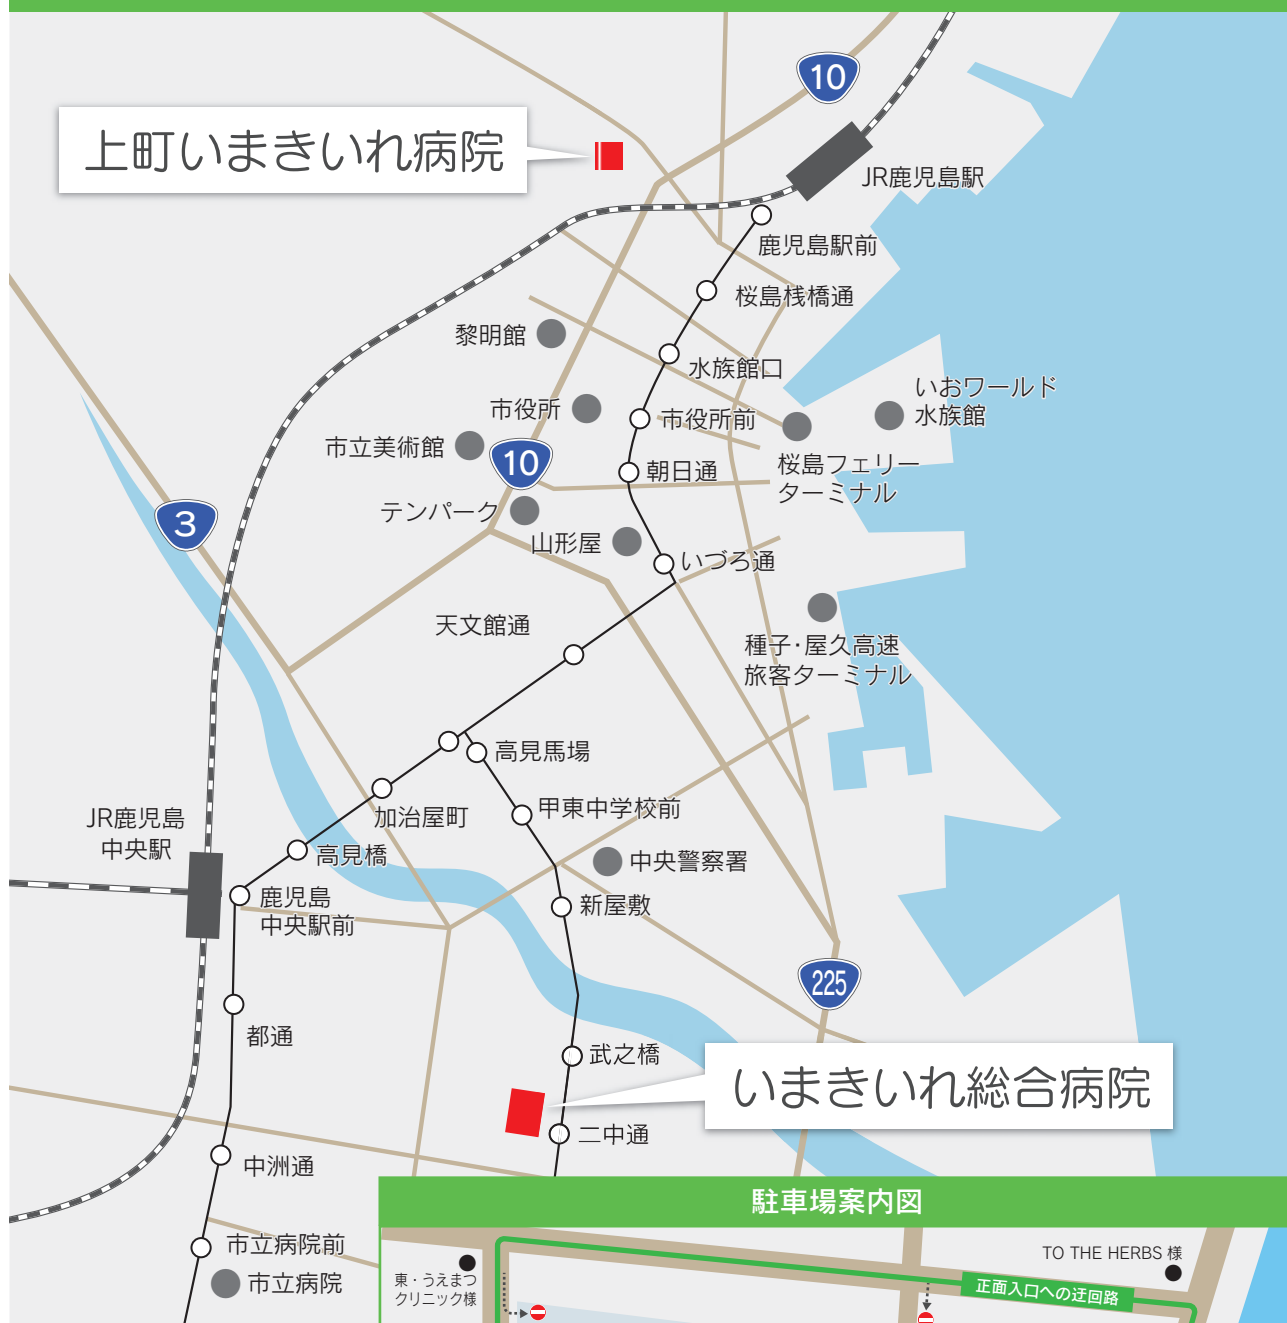 10
上町いまきいれ病院
JR鹿児島駅
鹿児島駅前
桜島桟橋通
黎明館
水族館口
いおワールド
水族館
市役所
市役所前
市立美術館
10
朝日通
桜島フェリー
ターミナル
テンパーク
3
山形屋
いづろ通
天文館通
種子・屋久高速
旅客ターミナル
高見馬場
JR鹿児島
中央駅
加治屋町
甲東中学校前
高見橋
中央警察署
鹿児島
中央駅前
新屋敷
225
都通
武之橋
いまきいれ総合病院
二中通
中洲通
駐車場案内図
市立病院前
市立病院
東・うえまつ
クリニック様
TO THE HERBS 様
正面入口への迂回路